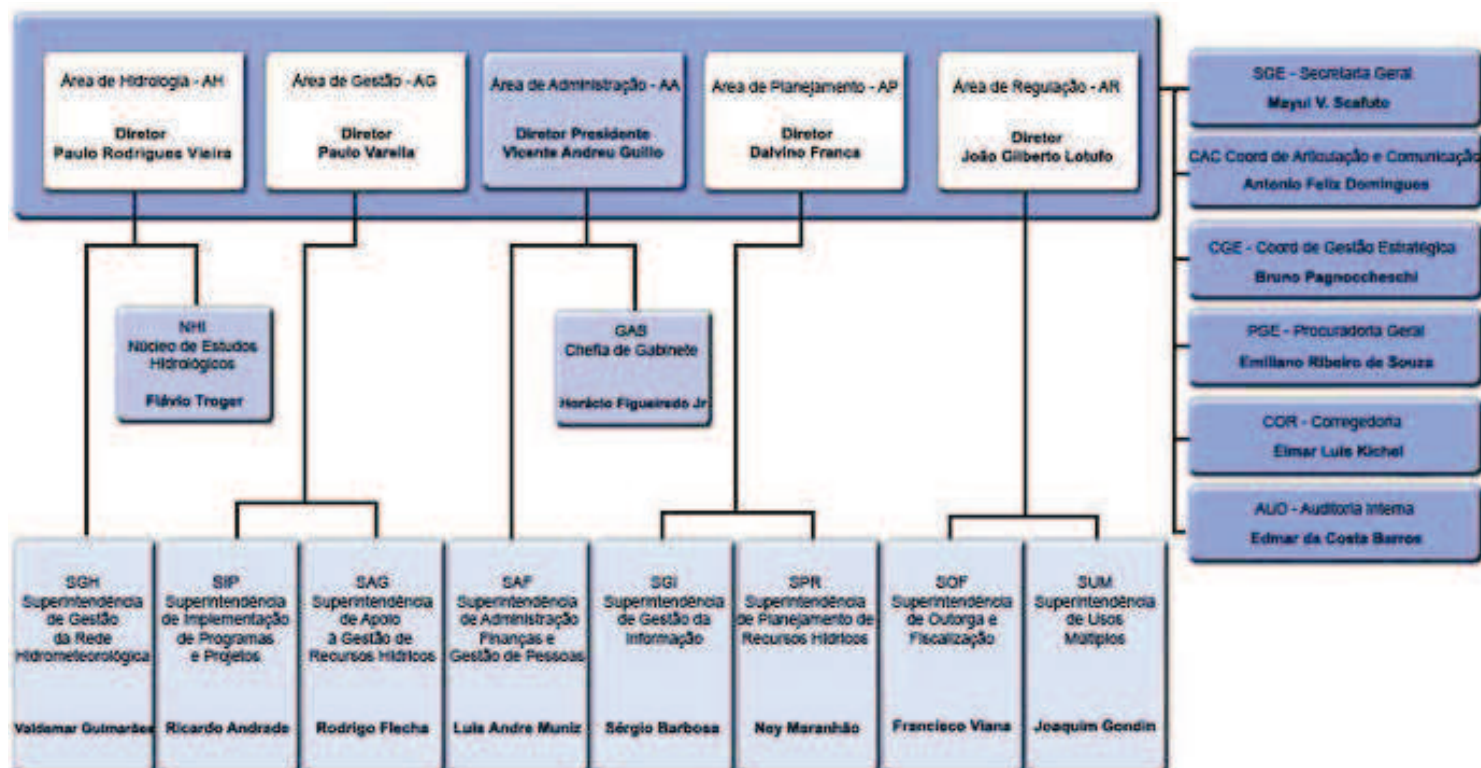 Área de Hidrologia - AH
Diretor
Paulo Rodrigues Vieira
Área de Gestão - AG
Diretor
Paulo Varella
Área de Administração - AA
Diretor Presidente
Vicente Andreu Guillo
Área de Planejamento - AP
Diretor
Dalvino Franca
Área de Regulação - AR
Diretor
João Gilberto Lotufo
SGE - Secretaria Geral
Mayui V. Scafuto
CAC Coord de Articulação e Comunicação
Antonio Felix Domingues
CGE - Coord de Gestão Estratégica
Bruno Pagnoccheschi
PGE - Procuradoria Geral
Emiliano Ribeiro de Souza
COR - Corregedoria
Elmar Luis Kichel
AUD - Auditoria Interna
Edmar da Costa Barros
NHI
Núcleo de Estudos
Hidrológicos
Flávio Troger
GAB
Chefia de Gabinete
Horácio Figueiredo Jr
SGH
Superintendência
de Gestão
da Rede
Hidrometeorológica
Valdemar Guimarães
SIP
Superintendência
de Implementação
de Programas
e Projetos
Ricardo Andrade
SAG
Superintendência
de Apoio
à Gestão de
Recursos Hídricos
Rodrigo Flecha
SAF
Superintendência
de Administração
Finanças e
Gestão de Pessoas
Luis Andre Muniz
SGI
Superintendência
de Gestão da
Informação
Sérgio Barbosa
SPR
Superintendência
de Planejamento de
Recursos Hídricos
Ney Maranhão
SOF
Superintendência
de Outorga e
Fiscalização
Francisco Viana
SUM
Superintendência
de Usos
Múltiplos
Joaquim Gondin